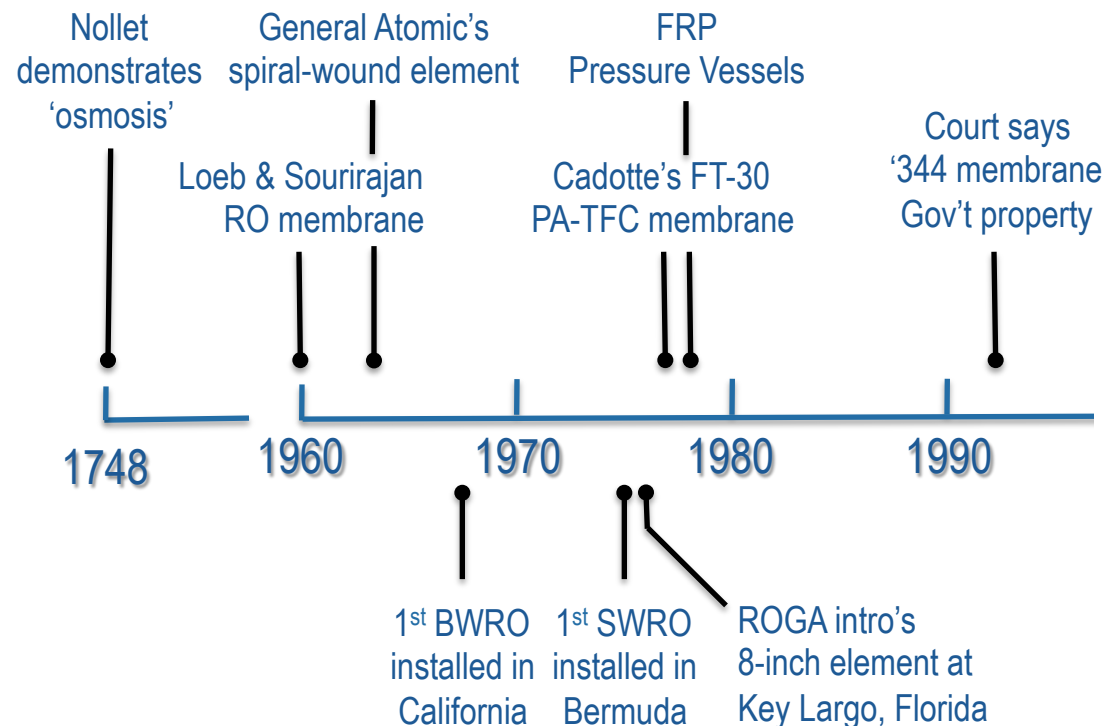 Nollet
demonstrates
‘osmosis’
General Atomic’s
spiral-wound element
Loeb & Sourirajan
RO membrane
FRP
Pressure Vessels
Cadotte’s FT-30
PA-TFC membrane
Court says
‘344 membrane
Gov’t property
1748
1960
1970
1980
1990
1st BWRO
installed in
California
1st SWRO
installed in
Bermuda
ROGA intro’s
8-inch element at
Key Largo, Florida